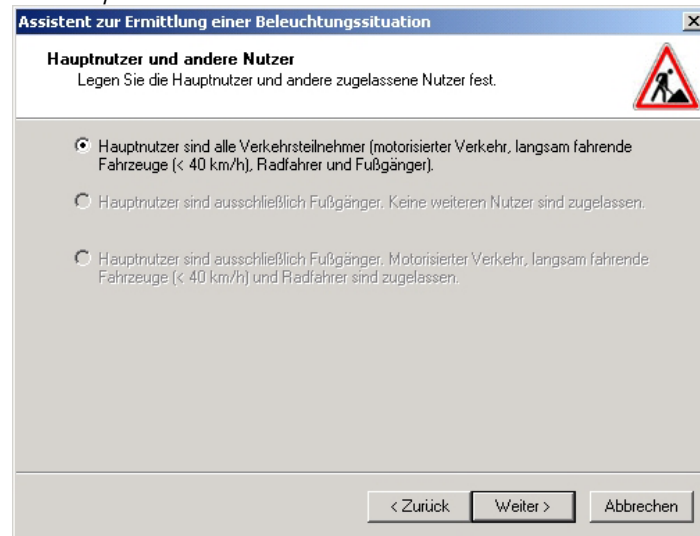 Assistent zur Ermittlung einer Beleuchtungssituation
Hauptnutzer und andere Nutzer
Legen Sie die Hauptnutzer und andere zugelassene Nutzer fest.
Hauptnutzer sind alle Verkehrsteilnehmer (motorisierter Verkehr, langsam fahrende
Fahrzeuge (< 40 km/h), Radfahrer und Fußgänger).
Hauptnutzer sind ausschließlich Fußgänger. Keine weiteren Nutzer sind zugelassen.
Hauptnutzer sind ausschließlich Fußgänger. Motorisierter Verkehr, langsam fahrende
Fahrzeuge (< 40 km/h) und Radfahrer sind zugelassen.
< Zurück Weiter > Abbrechen